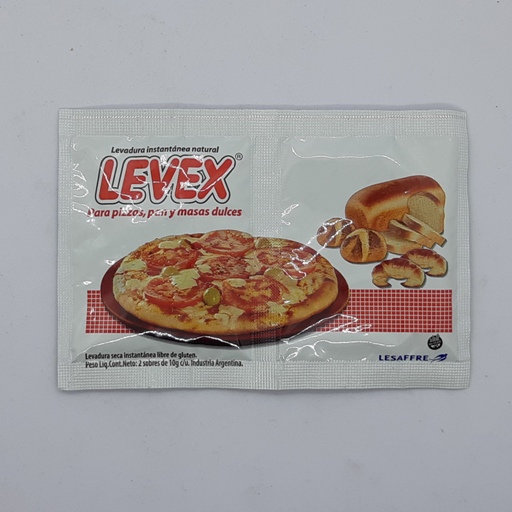 Levadura instantánea natural
LEVEX®
Para pizzas, pan y masas dulces
Levadura seca instantánea libre de gluten.
Peso Liq.Cont.Neto: 2 sobres de 10g c/u. Industria Argentina.
LESAFFRE